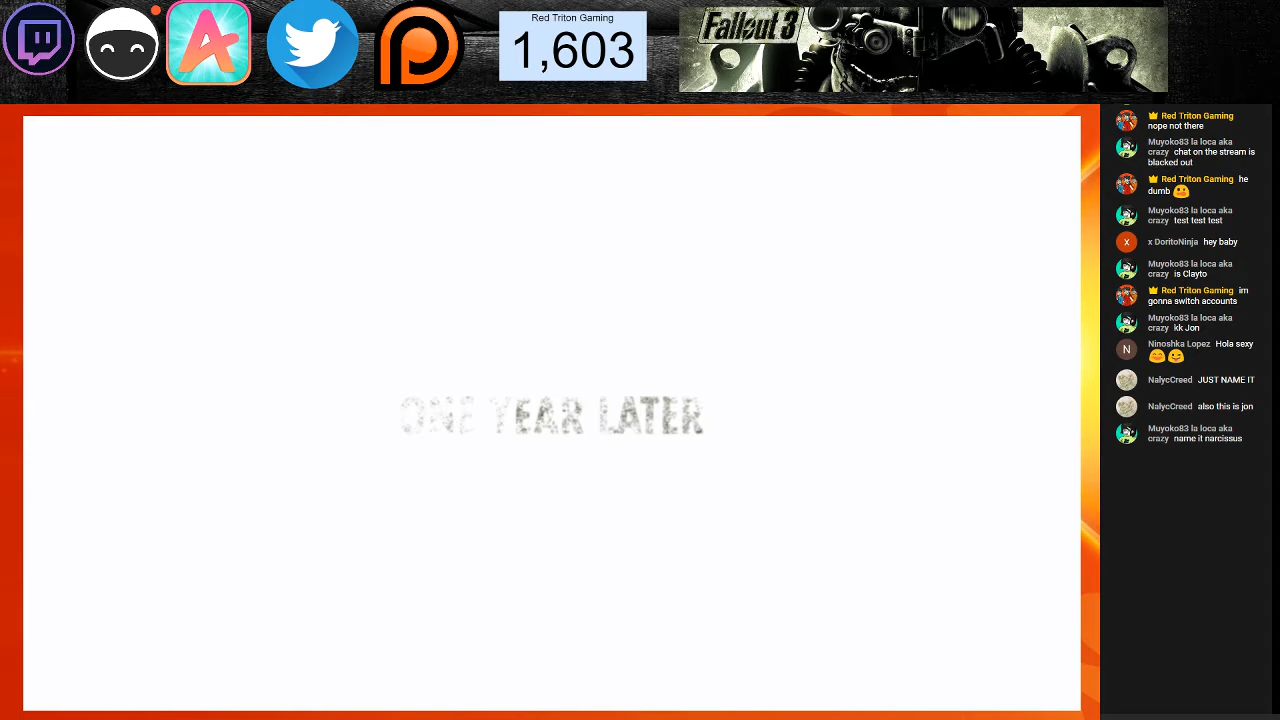 Red Triton Gaming
1,603
Fallout 3
ONE YEAR LATER
Red Triton Gaming
nope not there
Muyoko83 la loca aka
crazy chat on the stream is
blacked out
Red Triton Gaming he
dumb
Muyoko83 la loca aka
crazy test test test
x
x DoritoNinja hey baby
Muyoko83 la loca aka
crazy is Clayto
Red Triton Gaming im
gonna switch accounts
Muyoko83 la loca aka
crazy kk Jon
N
Ninoshka Lopez Hola sexy
NalycCreed JUST NAME IT
NalycCreed also this is jon
Muyoko83 la loca aka
crazy name it narcissus